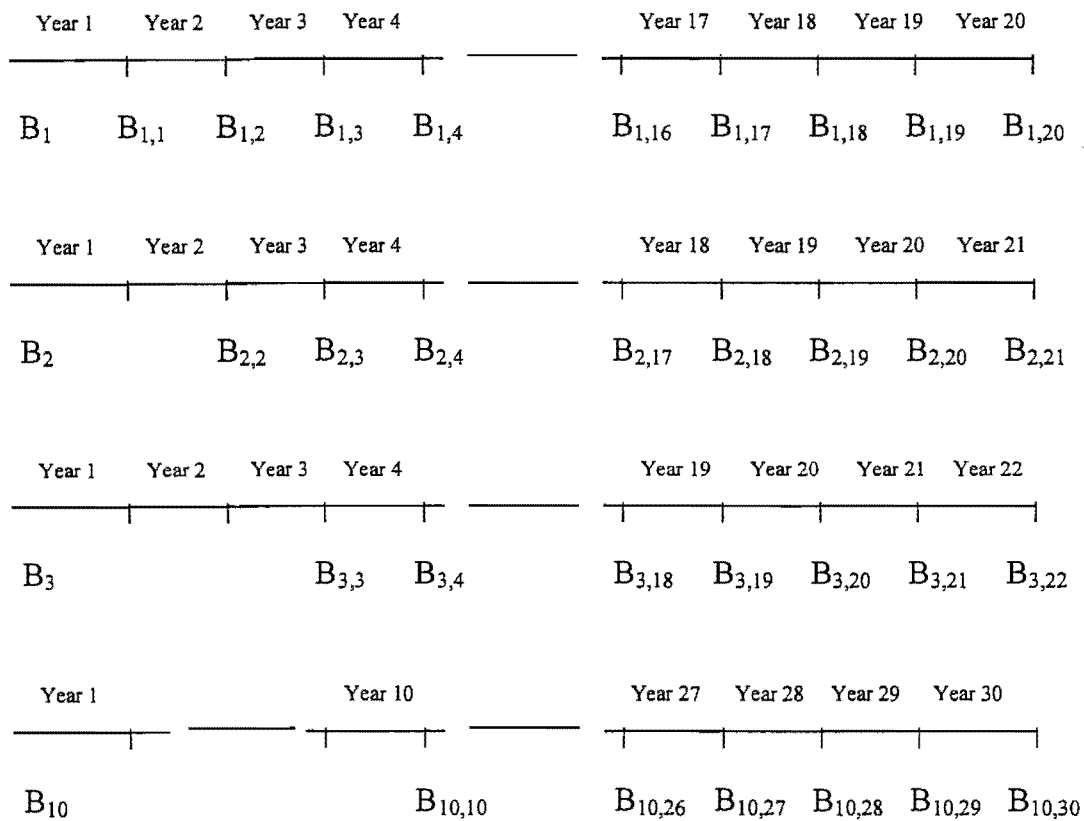 Year 1 Year 2 Year 3 Year 4 Year 17 Year 18 Year 19 Year 20
B1 B1,1 B1,2 B1,3 B1,4 B1,16 B1,17 B1,18 B1,19 B1,20
Year 1 Year 2 Year 3 Year 4 Year 18 Year 19 Year 20 Year 21
B2 B2,2 B2,3 B2,4 B2,17 B2,18 B2,19 B2,20 B2,21
Year 1 Year 2 Year 3 Year 4 Year 19 Year 20 Year 21 Year 22
B3 B3,3 B3,4 B3,18 B3,19 B3,20 B3,21 B3,22
Year 1 Year 10 Year 27 Year 28 Year 29 Year 30
B10 B10,10 B10,26 B10,27 B10,28 B10,29 B10,30